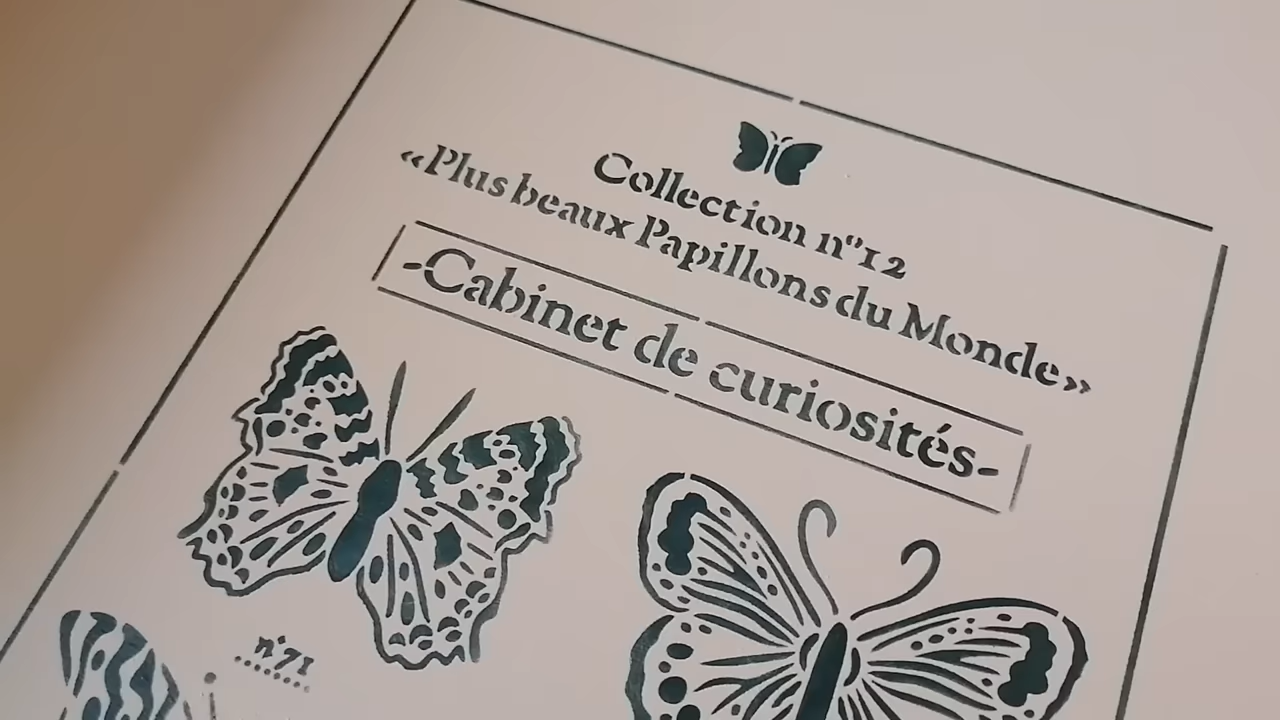 Collection n°12
«Plus beaux Papillons du Monde»
-Cabinet de curiosités-
n°71